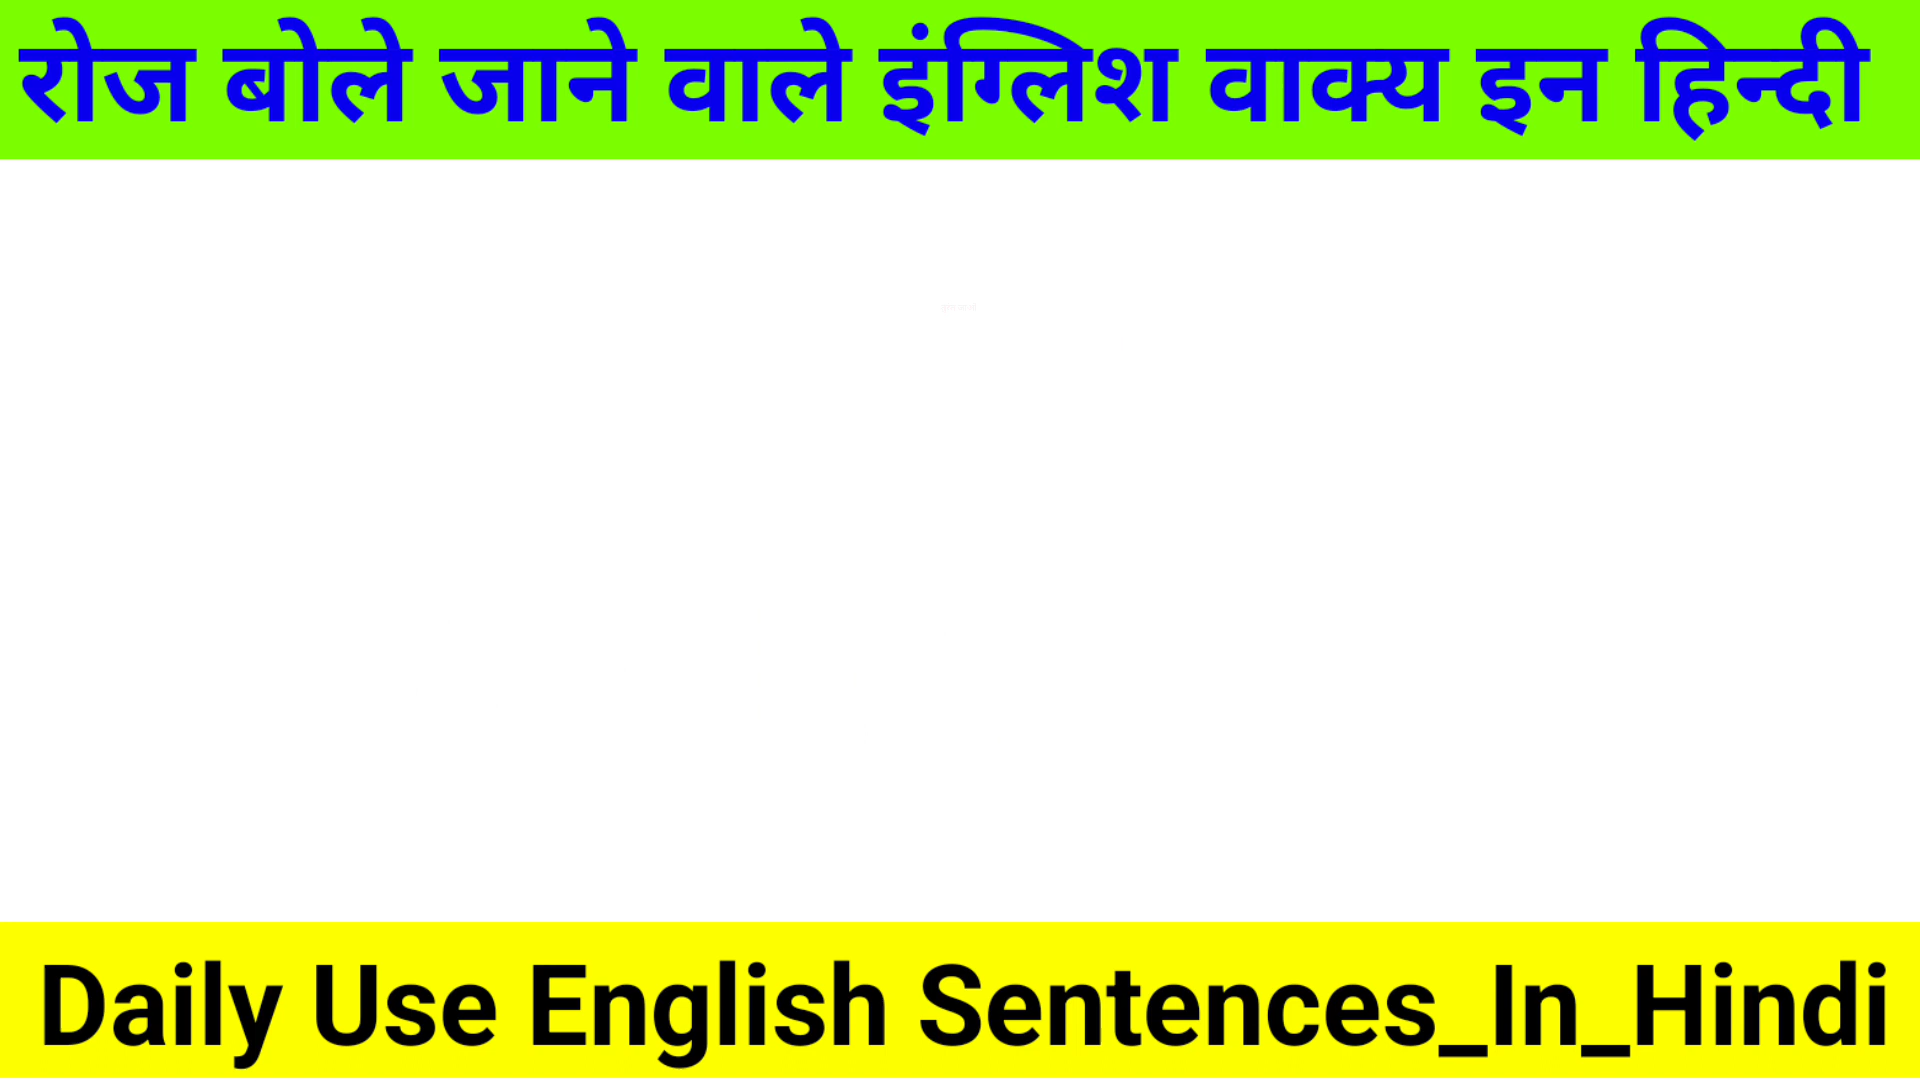 रोज बोले जाने वाले इंग्लिश वाक्य इन हिन्दी
Daily Use English Sentences_In_Hindi